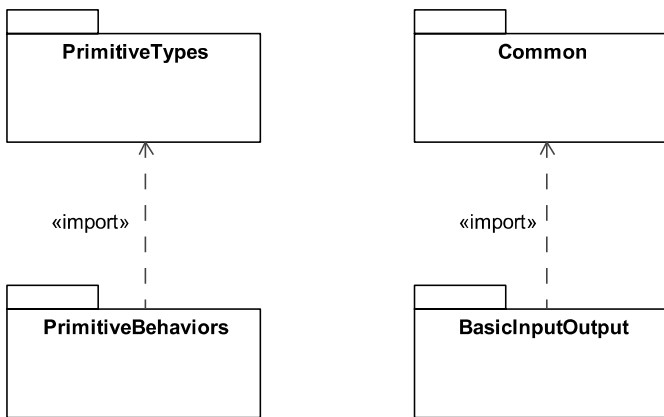 PrimitiveTypes
Common
«import»
«import»
PrimitiveBehaviors
BasicInputOutput